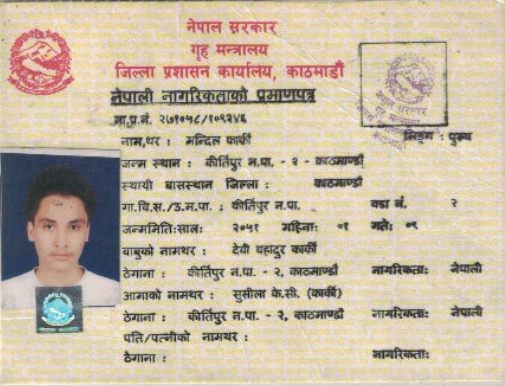 नेपाल सरकार
गृह मन्त्रालय
जिल्ला प्रशासन कार्यालय, काठमाडौं
नेपाली नागरिकताको प्रमाणपत्र
ना.प्र.नं. २७१०५८/१०९२४६
नाम,थर : मन्दिल कार्की लिङ्ग : पुरुष
जन्म स्थान : कीर्तिपुर न.पा. - २ - काठमाण्डौ
स्थायी बासस्थान जिल्ला : काठमाण्डौ
गा.वि.स./उ.म.पा. : कीर्तिपुर न.पा. वडा नं. २
जन्ममिति:साल: २०५१ महिना: ०१ गते: ०९
बाबुको नामथर : देवी बहादुर कार्की
ठेगाना : कीर्तिपुर न.पा. - २, काठमाण्डौ नागरिकता: नेपाली
आमाको नामथर : सुसीला के.सी. (कार्की)
ठेगाना : कीर्तिपुर न.पा. - २, काठमाण्डौ नागरिकता: नेपाली
पति/पत्नीको नामथर :
ठेगाना : नागरिकता: